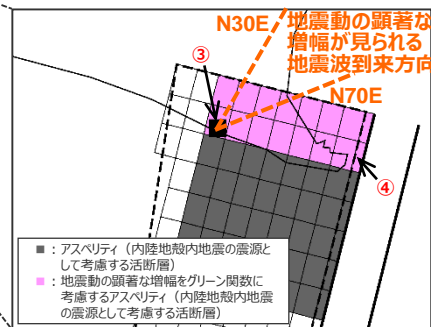 N30E
地震動の顕著な
増幅が見られる
地震波到来方向
N70E
③
④
■：アスペリティ（内陸地殻内地震の震源と
して考慮する活断層）
■：地震動の顕著な増幅をグリーン関数に
考慮するアスペリティ（内陸地殻内地震
の震源として考慮する活断層）